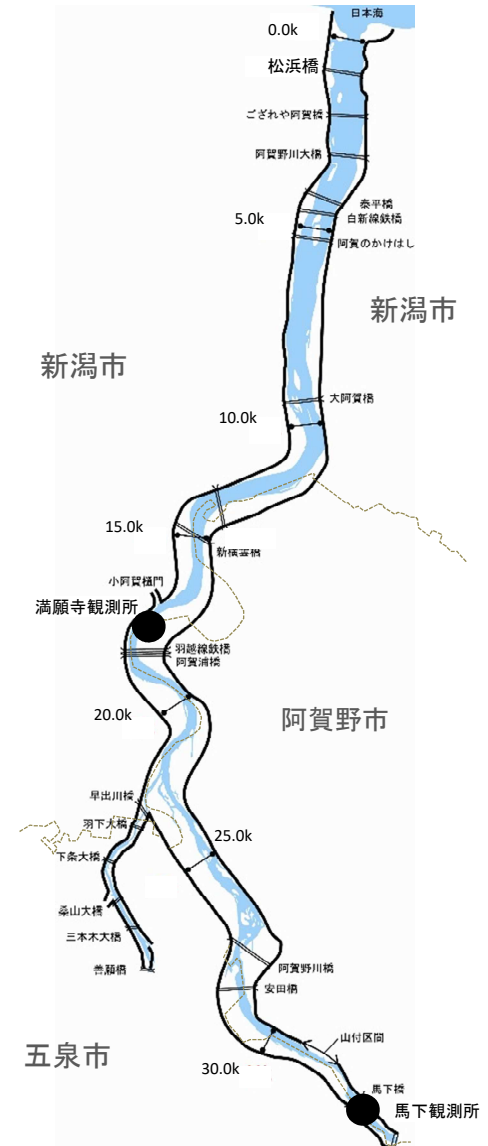 日本海
0.0k
松浜橋
ござれや阿賀橋
阿賀野川大橋
泰平橋
5.0k
白新線鉄橋
阿賀のかけはし
新潟市
新潟市
大阿賀橋
10.0k
15.0k
新横雲橋
小阿賀樋門
満願寺観測所
羽越線鉄橋
阿賀浦橋
20.0k
阿賀野市
早出川橋
羽下大橋
25.0k
下条大橋
桑山大橋
三本木大橋
善願橋
阿賀野川橋
安田橋
山付区間
五泉市
30.0k
馬下橋
馬下観測所